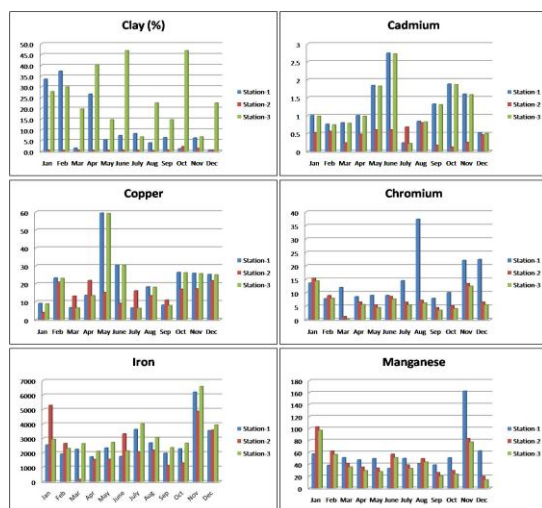 Clay (%)
50.0
45.0
40.0
35.0
30.0
25.0
20.0
15.0
10.0
5.0
0.0
Jan Feb Mar Apr May June July Aug Sep Oct Nov Dec
Station-1
Station-2
Station-3
Cadmium
3
2.5
2
1.5
1
0.5
0
Jan Feb Mar Apr May June July Aug Sep Oct Nov Dec
Station-1
Station-2
Station-3
Copper
60
50
40
30
20
10
0
Jan Feb Mar Apr May June July Aug Sep Oct Nov Dec
Station-1
Station-2
Station-3
Chromium
40
35
30
25
20
15
10
5
0
Jan Feb Mar Apr May June July Aug Sep Oct Nov Dec
Station-1
Station-2
Station-3
Iron
7000
6000
5000
4000
3000
2000
1000
0
Jan Feb Mar Apr May June July Aug Sep Oct Nov Dec
Station-1
Station-2
Station-3
Manganese
180
160
140
120
100
80
60
40
20
0
Jan Feb Mar Apr May June July Aug Sep Oct Nov Dec
Station-1
Station-2
Station-3